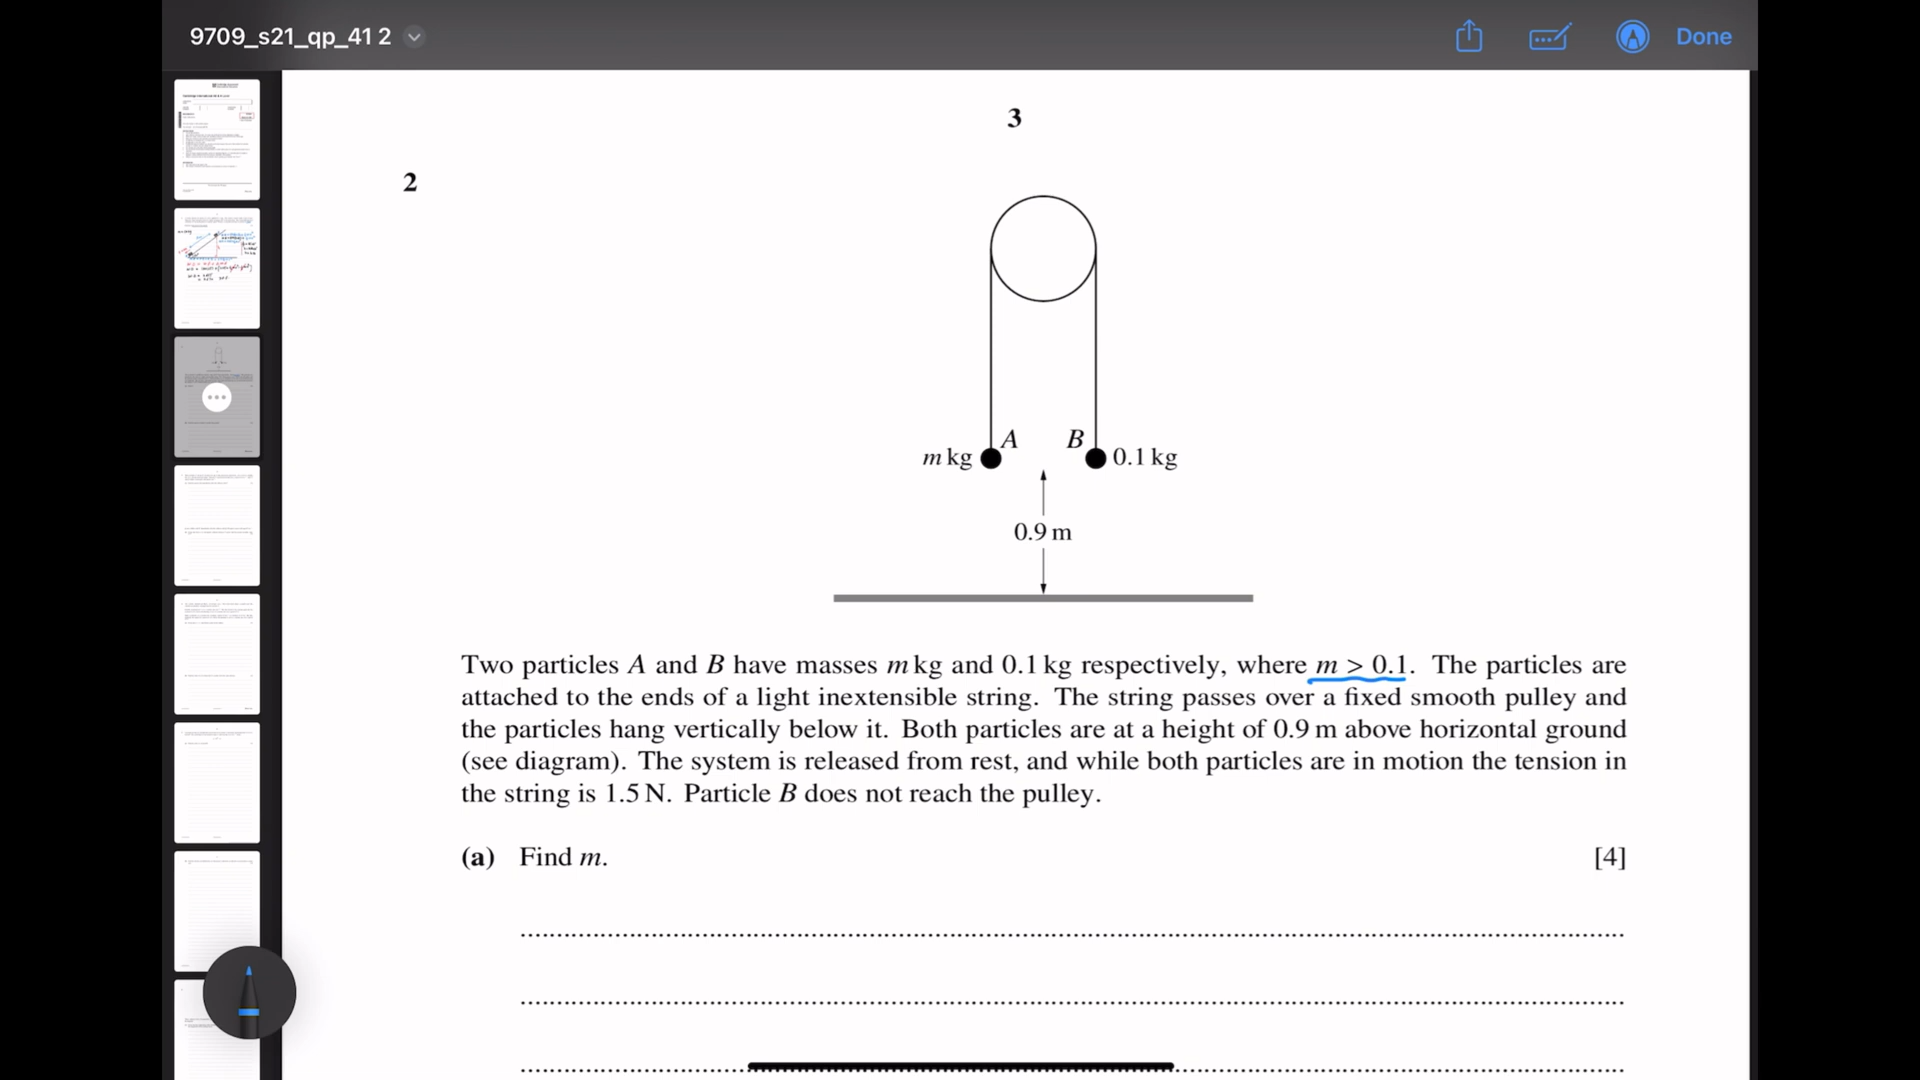 9709_s21_qp_41 2
Done
3
2
A
B
m kg
0.1 kg
0.9 m
Two particles A and B have masses m kg and 0.1 kg respectively, where m > 0.1. The particles are
attached to the ends of a light inextensible string. The string passes over a fixed smooth pulley and
the particles hang vertically below it. Both particles are at a height of 0.9 m above horizontal ground
(see diagram). The system is released from rest, and while both particles are in motion the tension in
the string is 1.5 N. Particle B does not reach the pulley.
(a) Find m. [4]